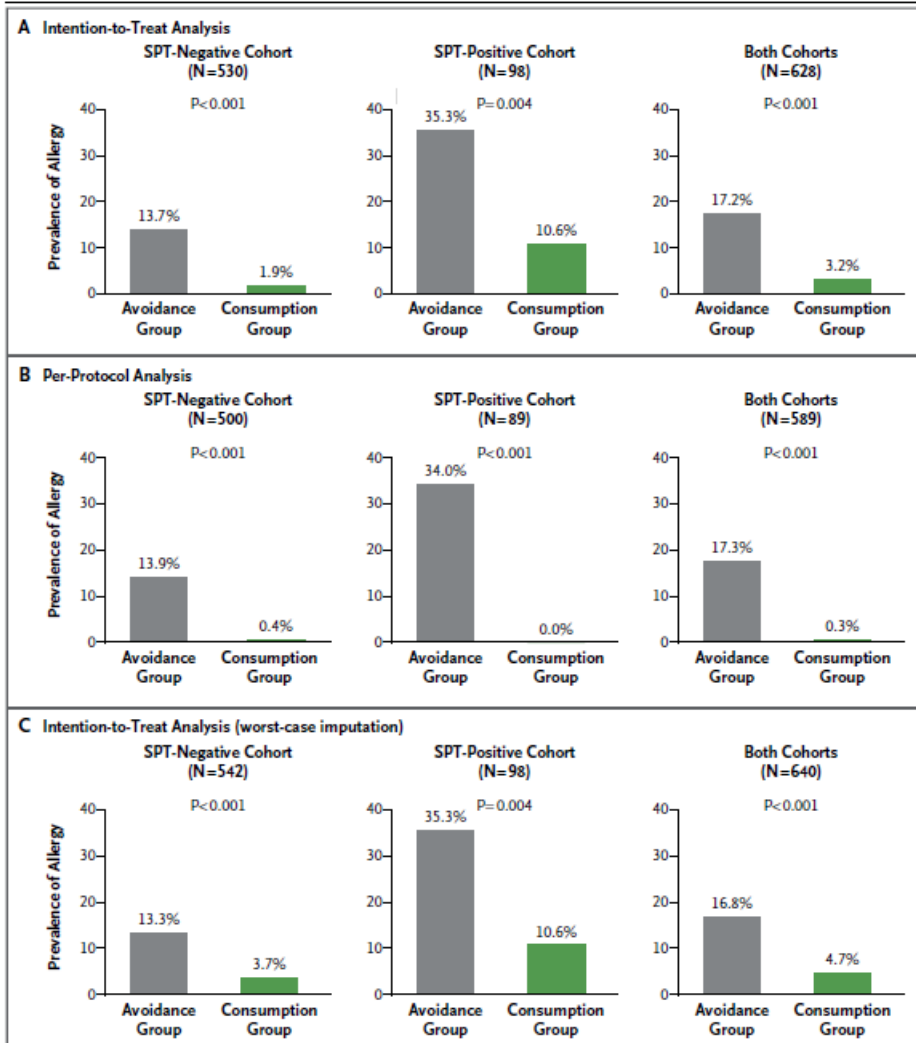 A Intention-to-Treat Analysis
SPT-Negative Cohort
(N=530)
P<0.001
Prevalence of Allergy
40
30
20
10
0
13.7%
1.9%
Avoidance Group
Consumption Group
SPT-Positive Cohort
(N=98)
P=0.004
40
30
20
10
0
35.3%
10.6%
Avoidance Group
Consumption Group
Both Cohorts
(N=628)
P<0.001
40
30
20
10
0
17.2%
3.2%
Avoidance Group
Consumption Group
B Per-Protocol Analysis
SPT-Negative Cohort
(N=500)
P<0.001
Prevalence of Allergy
40
30
20
10
0
13.9%
0.4%
Avoidance Group
Consumption Group
SPT-Positive Cohort
(N=89)
P<0.001
40
30
20
10
0
34.0%
0.0%
Avoidance Group
Consumption Group
Both Cohorts
(N=589)
P<0.001
40
30
20
10
0
17.3%
0.3%
Avoidance Group
Consumption Group
C Intention-to-Treat Analysis (worst-case imputation)
SPT-Negative Cohort
(N=542)
P<0.001
Prevalence of Allergy
40
30
20
10
0
13.3%
3.7%
Avoidance Group
Consumption Group
SPT-Positive Cohort
(N=98)
P=0.004
40
30
20
10
0
35.3%
10.6%
Avoidance Group
Consumption Group
Both Cohorts
(N=640)
P<0.001
40
30
20
10
0
16.8%
4.7%
Avoidance Group
Consumption Group